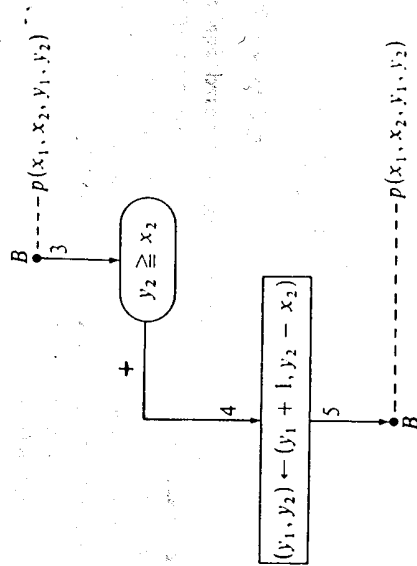 B p(x₁, x₂, y₁, y₂)
3
y₂ ≧ x₂
+
4
(y₁, y₂) ← (y₁ + 1, y₂ − x₂)
5
B p(x₁, x₂, y₁, y₂)